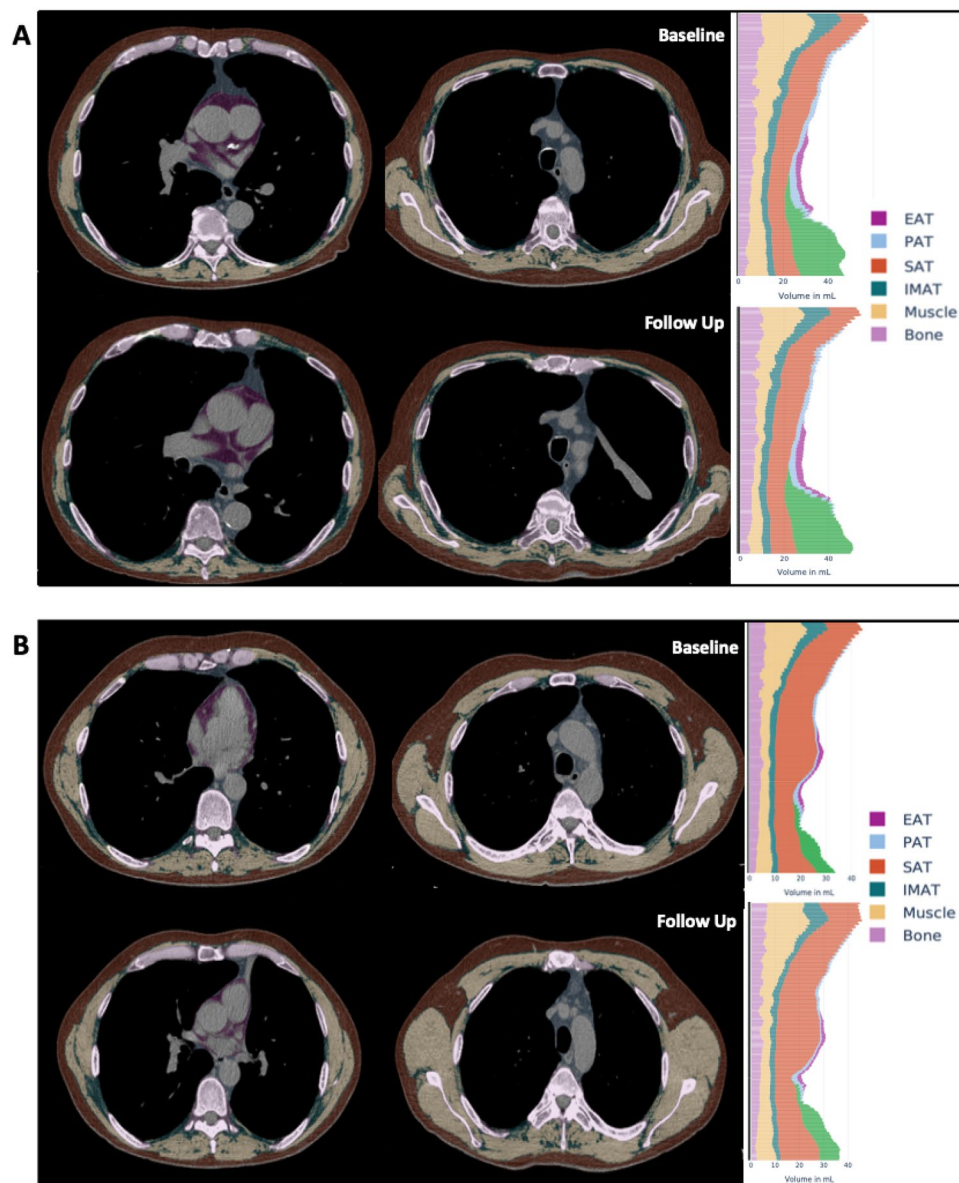 A
Baseline
0 20 40
Volume in mL
EAT
PAT
SAT
IMAT
Muscle
Bone
Follow Up
0 20 40
Volume in mL
B
Baseline
0 10 20 30 40
Volume in mL
EAT
PAT
SAT
IMAT
Muscle
Bone
Follow Up
0 10 20 30 40
Volume in mL